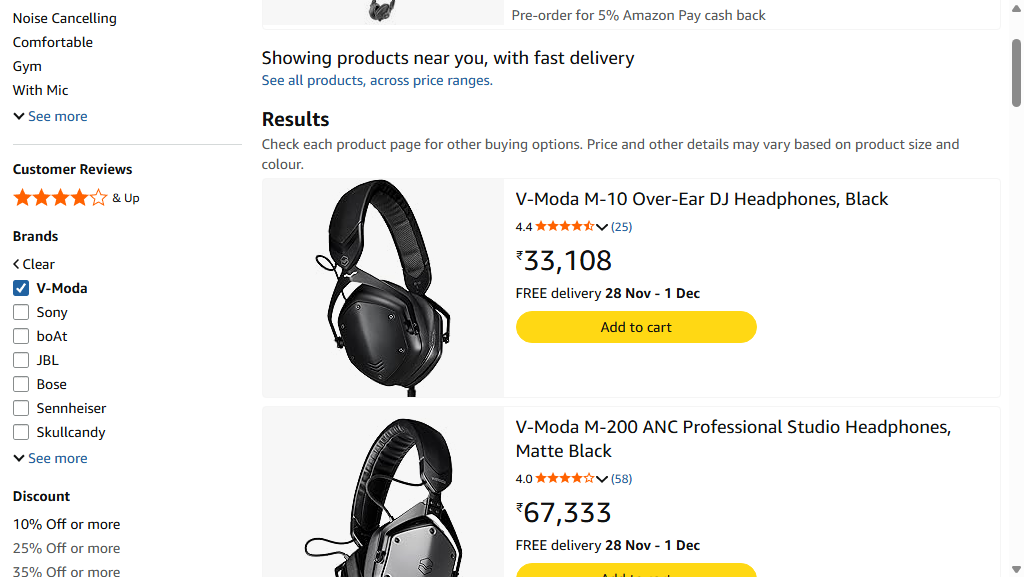 Noise Cancelling
Comfortable
Gym
With Mic
See more
Customer Reviews
& Up
Brands
Clear
V-Moda
Sony
boAt
JBL
Bose
Sennheiser
Skullcandy
See more
Discount
10% Off or more
25% Off or more
35% Off or more
Pre-order for 5% Amazon Pay cash back
Showing products near you, with fast delivery
See all products, across price ranges.
Results
Check each product page for other buying options. Price and other details may vary based on product size and
colour.
V-Moda M-10 Over-Ear DJ Headphones, Black
4.4 (25)
₹33,108
FREE delivery 28 Nov - 1 Dec
Add to cart
V-Moda M-200 ANC Professional Studio Headphones,
Matte Black
4.0 (58)
₹67,333
FREE delivery 28 Nov - 1 Dec
Add to cart